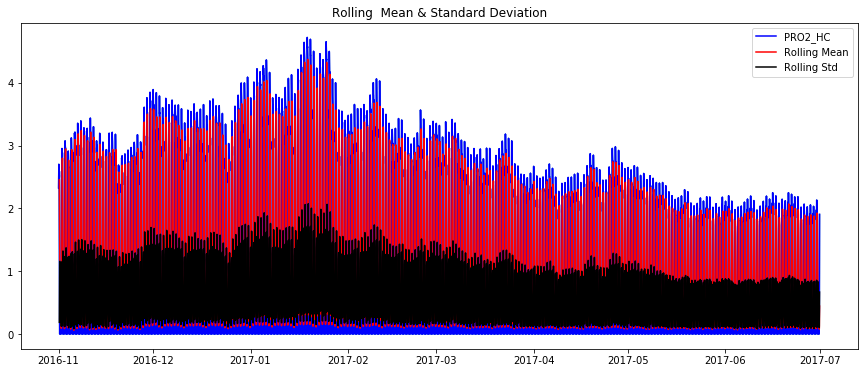 Rolling  Mean & Standard Deviation
PRO2_HC
Rolling Mean
Rolling Std
4
3
2
1
0
2016-11 2016-12 2017-01 2017-02 2017-03 2017-04 2017-05 2017-06 2017-07